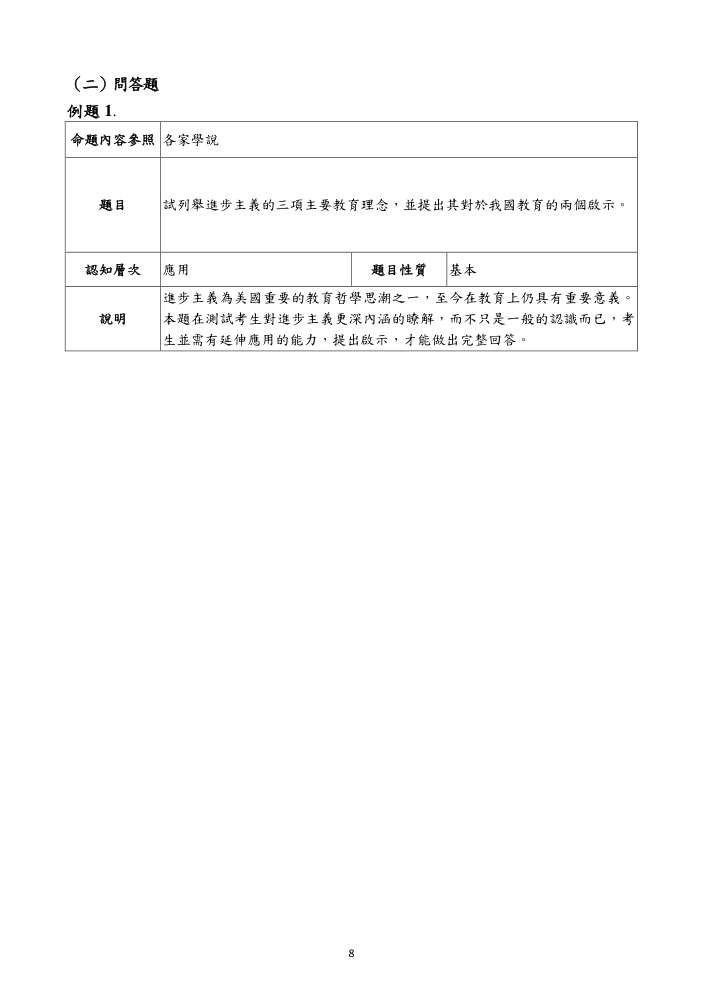 （二）問答題
例題 1.
命題內容參照 各家學說
題目 試列舉進步主義的三項主要教育理念，並提出其對於我國教育的兩個啟示。
認知層次 應用 題目性質 基本
進步主義為美國重要的教育哲學思潮之一，至今在教育上仍具有重要意義。
說明 本題在測試考生對進步主義更深內涵的瞭解，而不只是一般的認識而已，考
生並需有延伸應用的能力，提出啟示，才能做出完整回答。
8